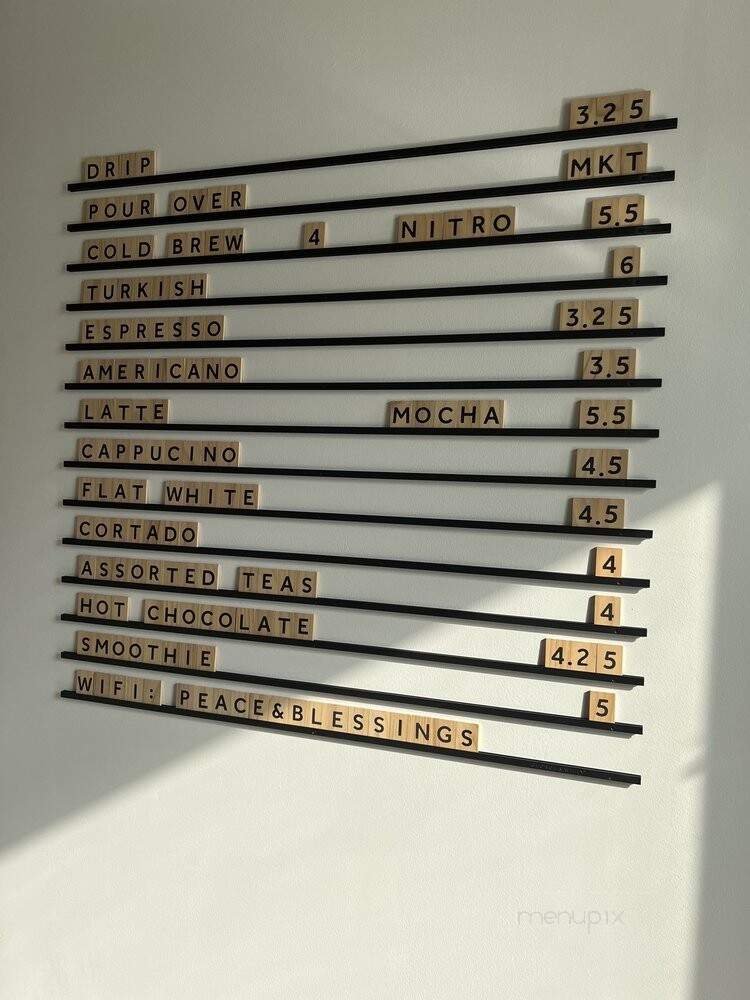 DRIP 3.25
POUR OVER MKT
COLD BREW 4 NITRO 5.5
TURKISH 6
ESPRESSO 3.25
AMERICANO 3.5
LATTE MOCHA 5.5
CAPPUCINO 4.5
FLAT WHITE 4.5
CORTADO 4
ASSORTED TEAS 4
HOT CHOCOLATE 4.25
SMOOTHIE 5
WIFI: PEACE&BLESSINGS
menupix